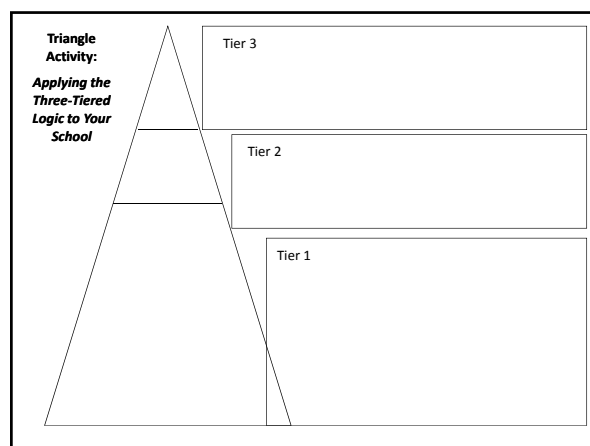 Triangle
Activity:
Applying the
Three-Tiered
Logic to Your
School
Tier 3
Tier 2
Tier 1